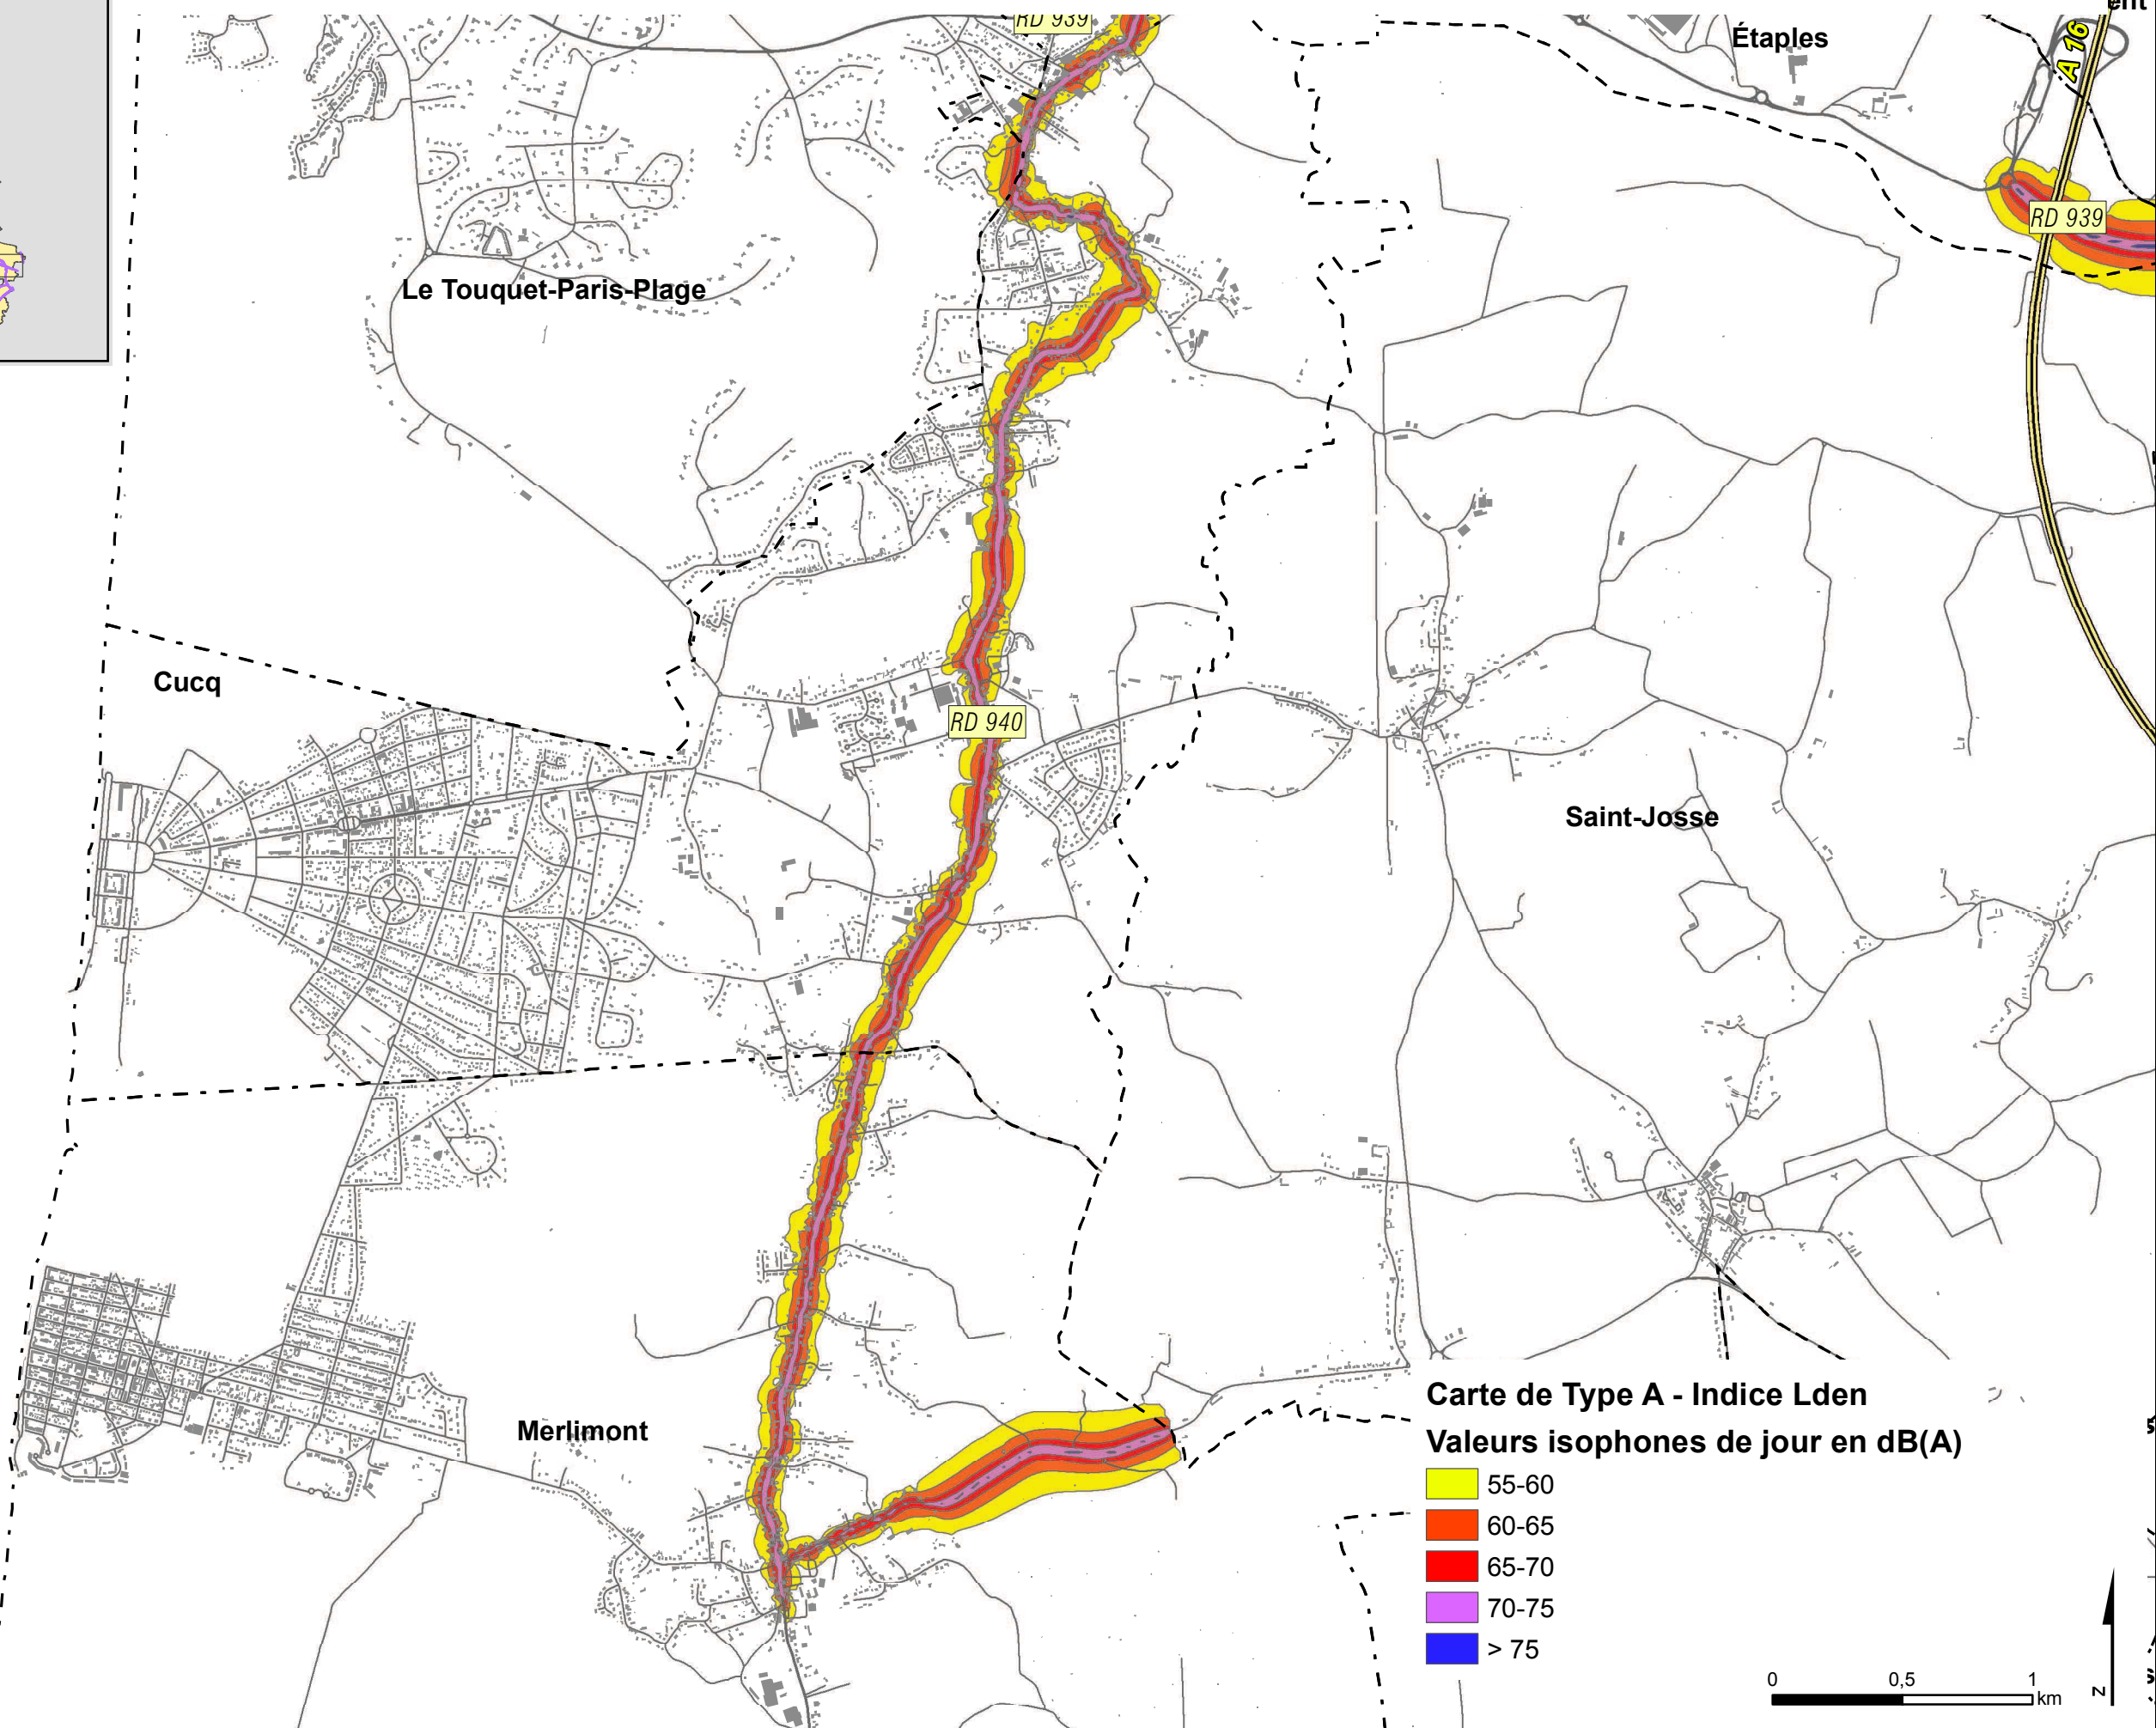 RD 939
Étaples
A 16
RD 939
Le Touquet-Paris-Plage
Cucq
RD 940
Saint-Josse
Merlimont
Carte de Type A - Indice Lden
Valeurs isophones de jour en dB(A)
55-60
60-65
65-70
70-75
> 75
0 0,5 1
km
N